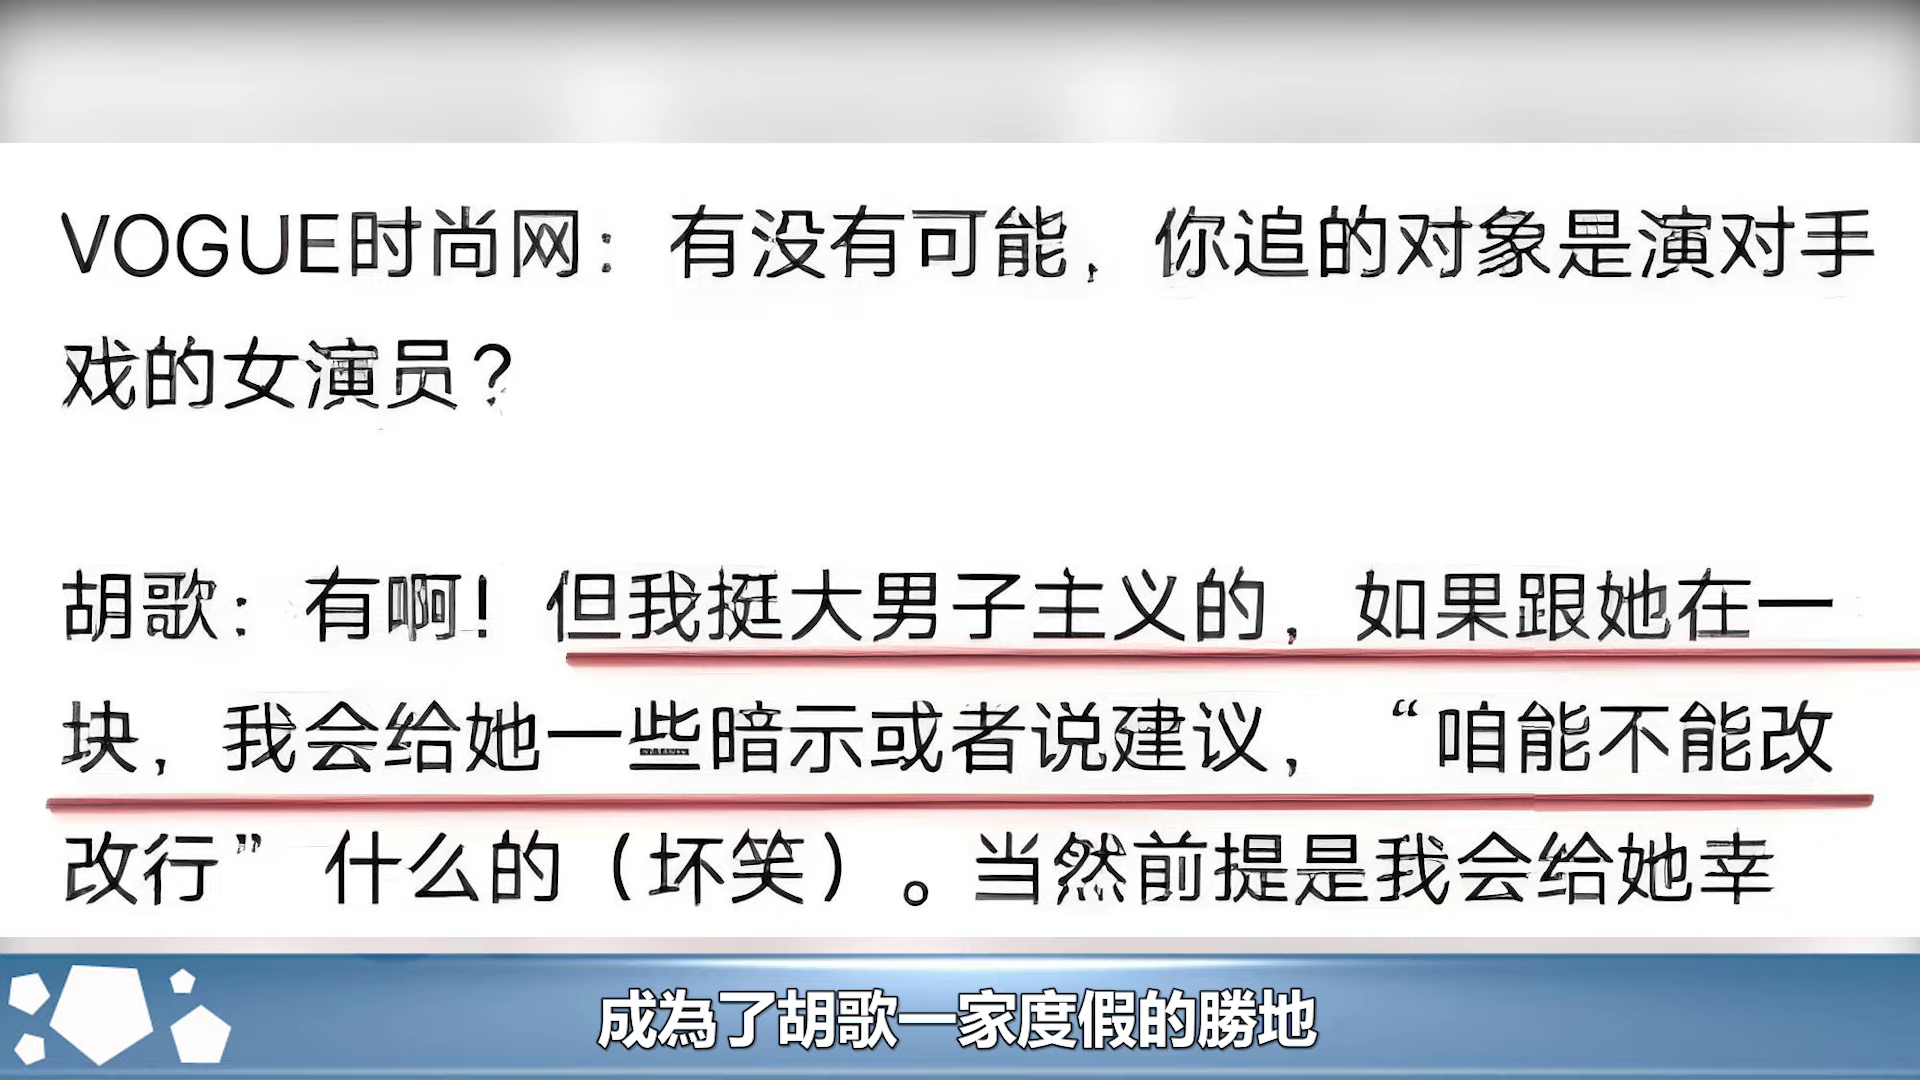 VOGUE时尚网：有没有可能，你追的对象是演对手
戏的女演员？
胡歌：有啊！但我挺大男子主义的，如果跟她在一
块，我会给她一些暗示或者说建议，“咱能不能改
改行”什么的（坏笑）。当然前提是我会给她幸
成為了胡歌一家度假的勝地